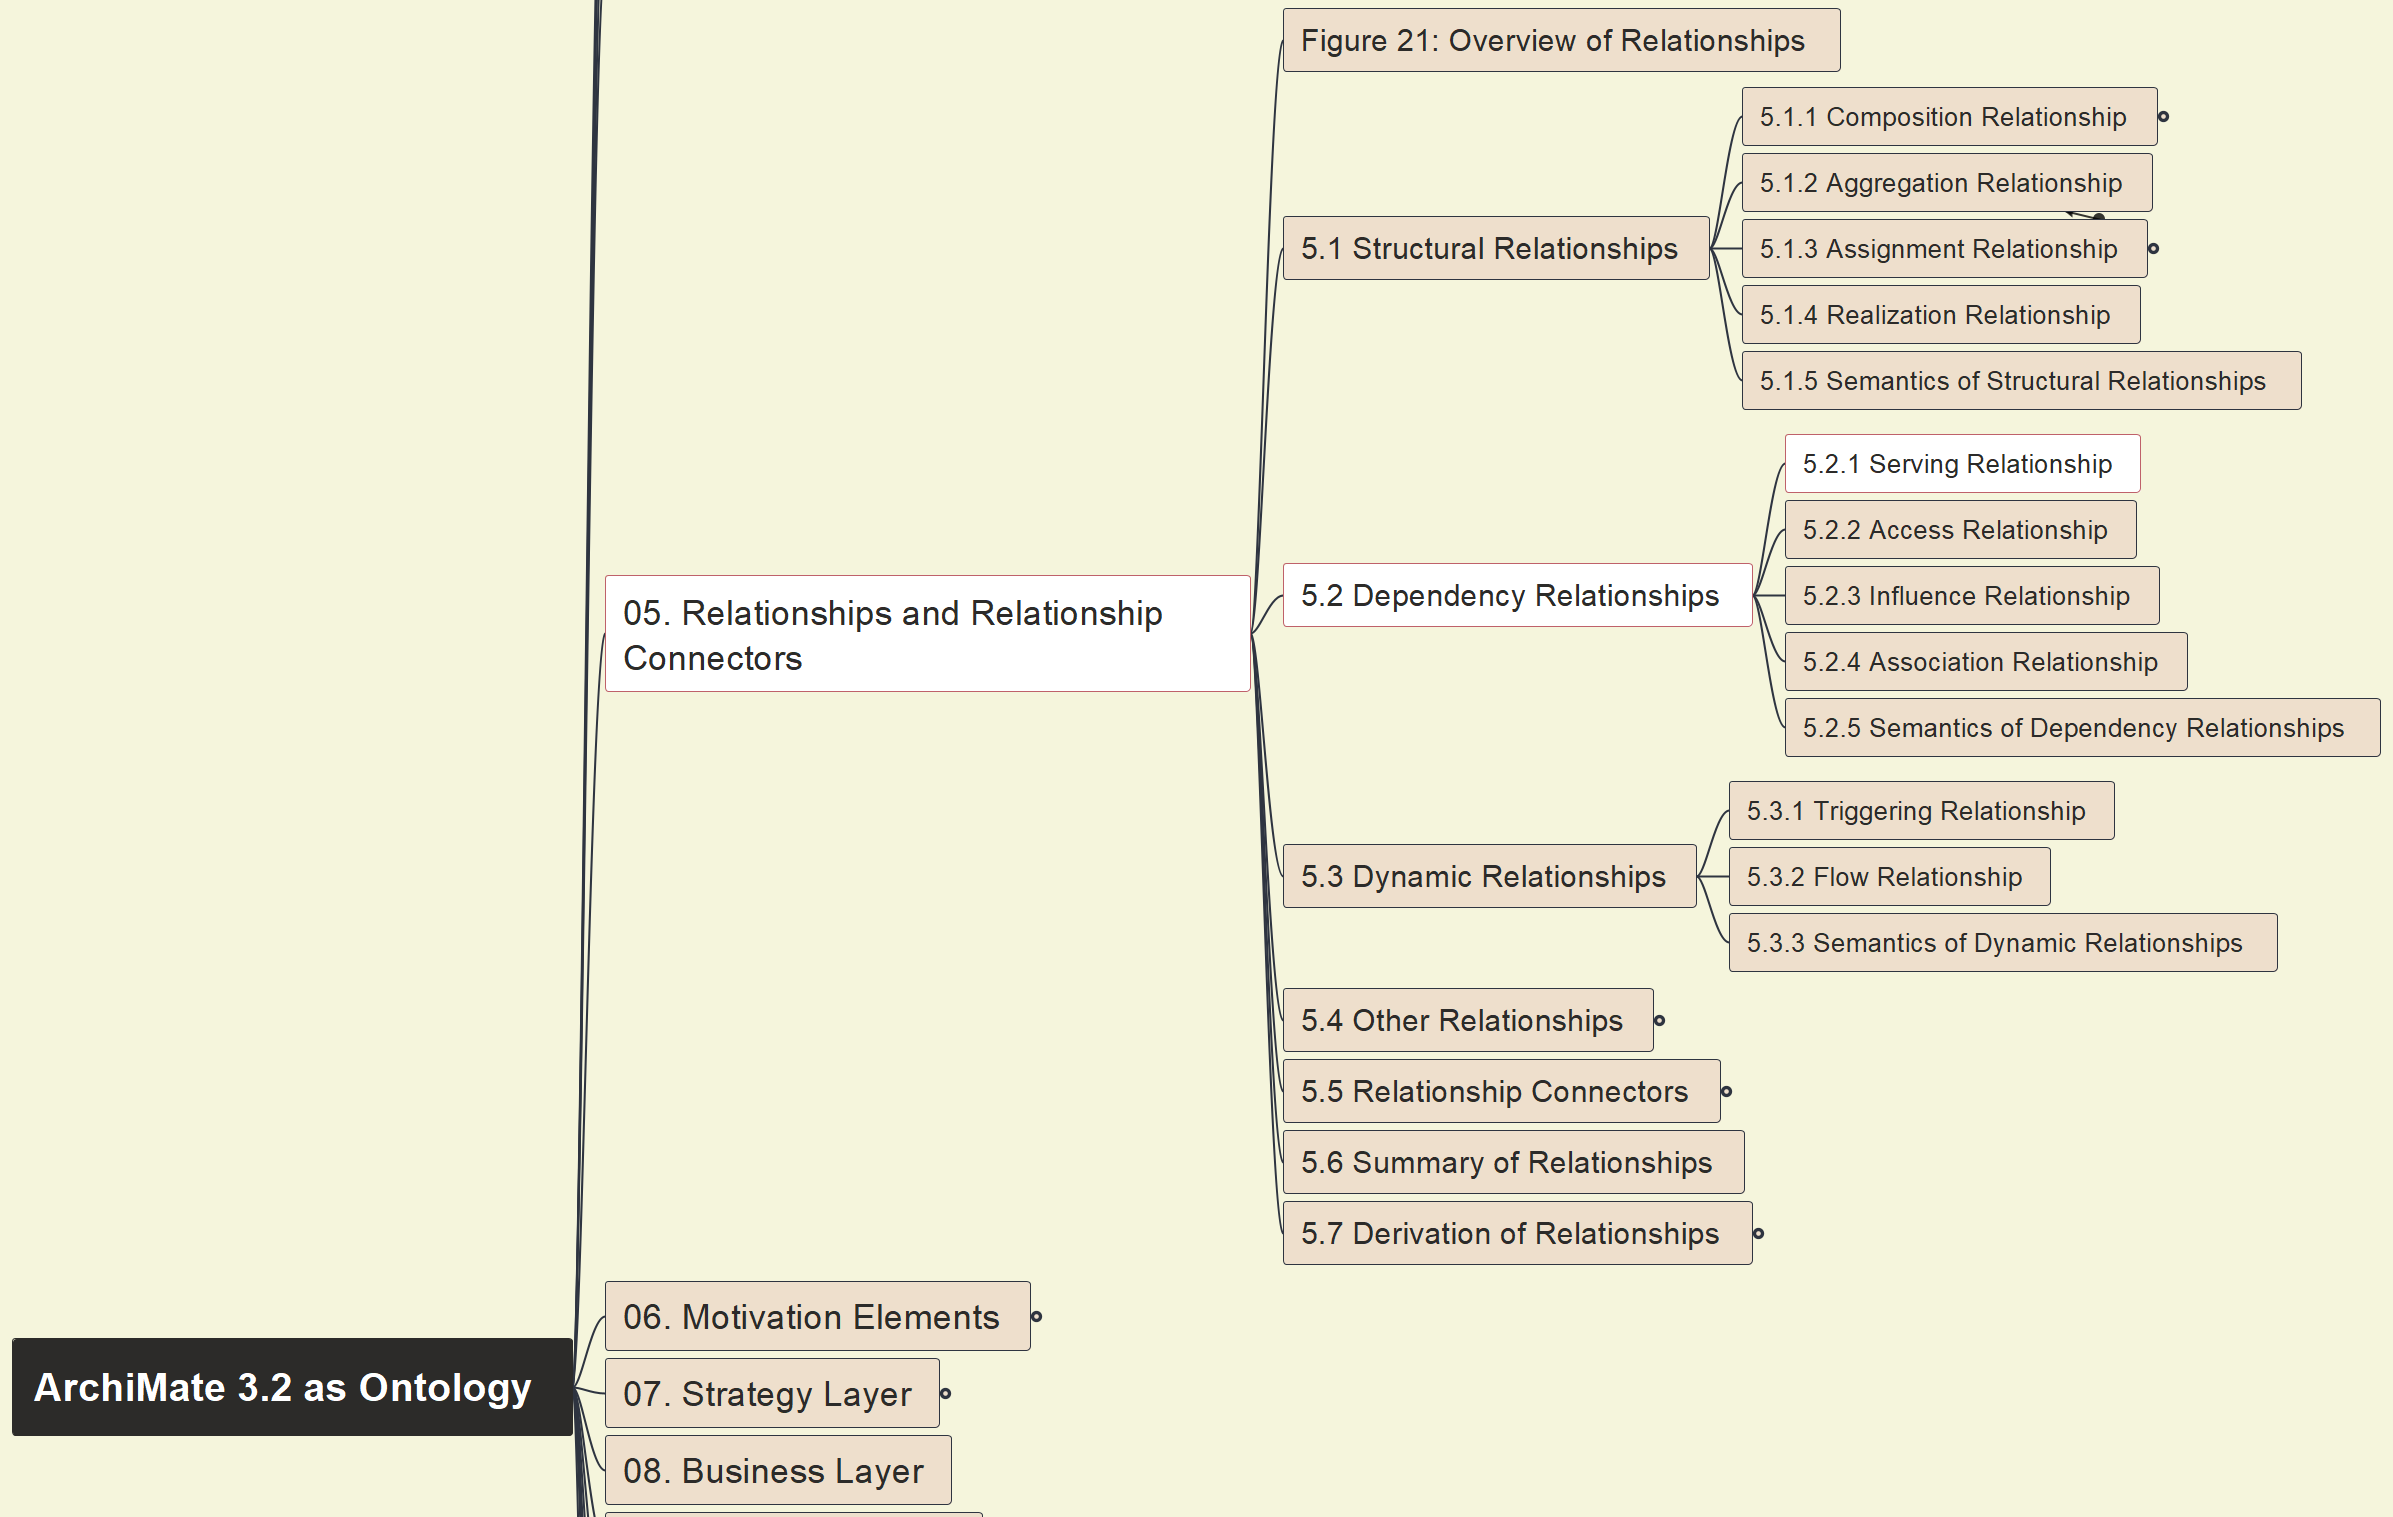 Figure 21: Overview of Relationships
5.1 Structural Relationships
5.1.1 Composition Relationship
5.1.2 Aggregation Relationship
5.1.3 Assignment Relationship
5.1.4 Realization Relationship
5.1.5 Semantics of Structural Relationships
05. Relationships and Relationship
Connectors
5.2 Dependency Relationships
5.2.1 Serving Relationship
5.2.2 Access Relationship
5.2.3 Influence Relationship
5.2.4 Association Relationship
5.2.5 Semantics of Dependency Relationships
5.3 Dynamic Relationships
5.3.1 Triggering Relationship
5.3.2 Flow Relationship
5.3.3 Semantics of Dynamic Relationships
5.4 Other Relationships
5.5 Relationship Connectors
5.6 Summary of Relationships
5.7 Derivation of Relationships
ArchiMate 3.2 as Ontology
06. Motivation Elements
07. Strategy Layer
08. Business Layer